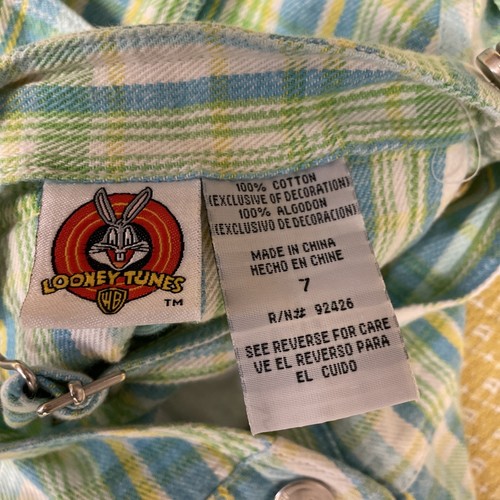 LOONEY TUNES
WB
TM
100% COTTON
(EXCLUSIVE OF DECORATION)
100% ALGODON
(EXCLUSIVO DE DECORACION)
MADE IN CHINA
HECHO EN CHINE
7
R/N# 92426
SEE REVERSE FOR CARE
VE EL REVERSO PARA
EL CUIDO